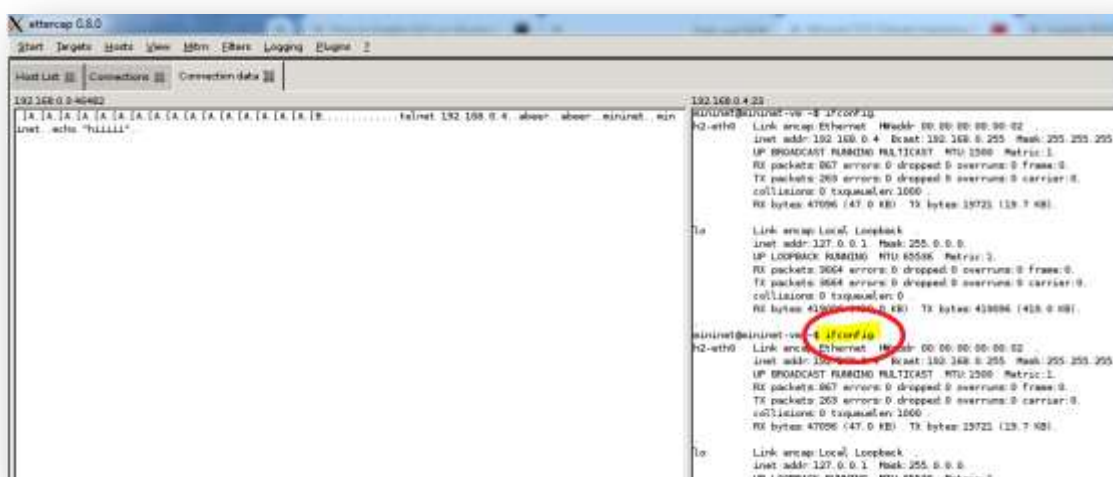 ettercap 0.8.0
Start Targets Hosts View Mitm Filters Logging Plugins ?
Host List Connections Connection data
192.168.0.4:23
telnet 192.168.0.4..abeer..abeer..mininet..min
inet..echo "hiiiii".
mininet@mininet-vm:~$ ifconfig.
h2-eth0 Link encap:Ethernet HWaddr 00:00:00:00:00:02 .
inet addr:192.168.0.4 Bcast:192.168.0.255 Mask:255.255.255
UP BROADCAST RUNNING MULTICAST MTU:1500 Metric:1.
RX packets:867 errors:0 dropped:0 overruns:0 frame:0.
TX packets:269 errors:0 dropped:0 overruns:0 carrier:0.
collisions:0 txqueuelen:1000 .
RX bytes:47096 (47.0 KB) TX bytes:19721 (19.7 KB).
lo Link encap:Local Loopback .
inet addr:127.0.0.1 Mask:255.0.0.0.
UP LOOPBACK RUNNING MTU:65536 Metric:1.
RX packets: errors:0 dropped:0 overruns:0 frame:0.
TX packets: errors:0 dropped:0 overruns:0 carrier:0.
collisions:0 txqueuelen:0 .
RX bytes: TX bytes:
mininet@mininet-vm:~$ ifconfig.
h2-eth0 Link encap:Ethernet HWaddr 00:00:00:00:00:02 .
inet addr:192.168.0.4 Bcast:192.168.0.255 Mask:255.255.255
UP BROADCAST RUNNING MULTICAST MTU:1500 Metric:1.
RX packets:867 errors:0 dropped:0 overruns:0 frame:0.
TX packets:269 errors:0 dropped:0 overruns:0 carrier:0.
collisions:0 txqueuelen:1000 .
RX bytes:47096 (47.0 KB) TX bytes:19721 (19.7 KB).
lo Link encap:Local Loopback .
inet addr:127.0.0.1 Mask:255.0.0.0.